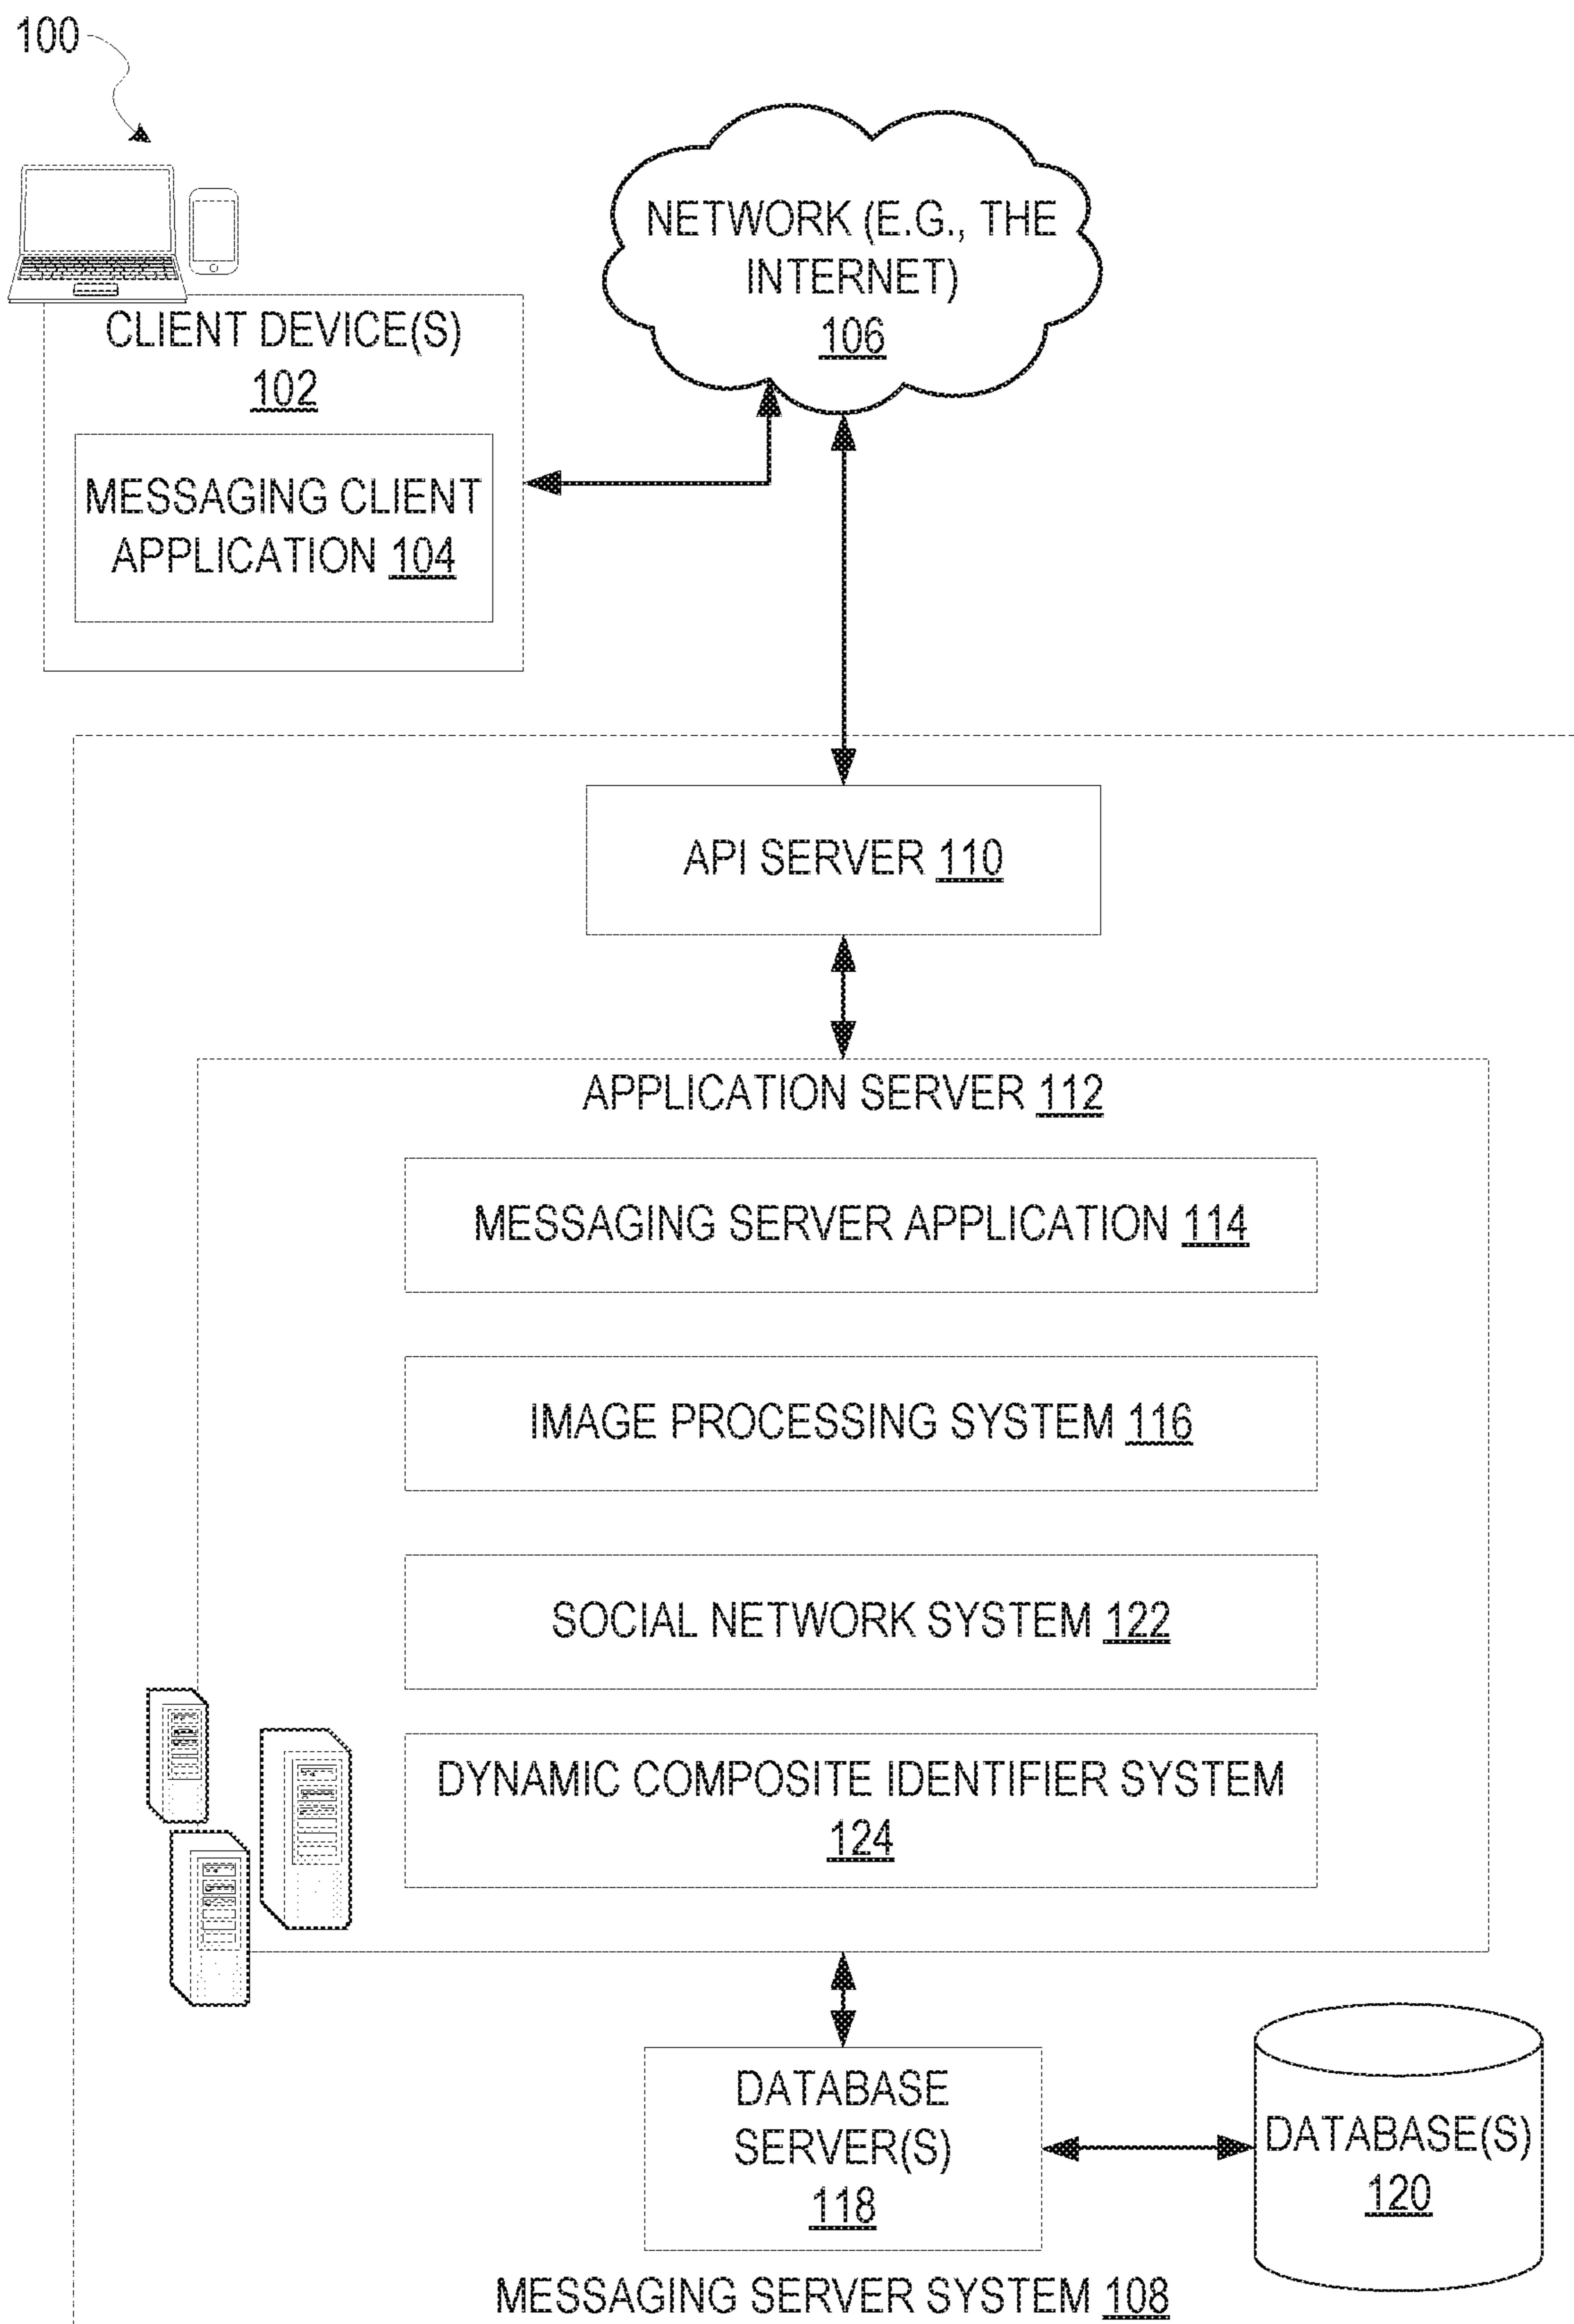 100
NETWORK (E.G., THE
INTERNET)
106
CLIENT DEVICE(S)
102
MESSAGING CLIENT
APPLICATION 104
API SERVER 110
APPLICATION SERVER 112
MESSAGING SERVER APPLICATION 114
IMAGE PROCESSING SYSTEM 116
SOCIAL NETWORK SYSTEM 122
DYNAMIC COMPOSITE IDENTIFIER SYSTEM
124
DATABASE
SERVER(S)
118
DATABASE(S)
120
MESSAGING SERVER SYSTEM 108